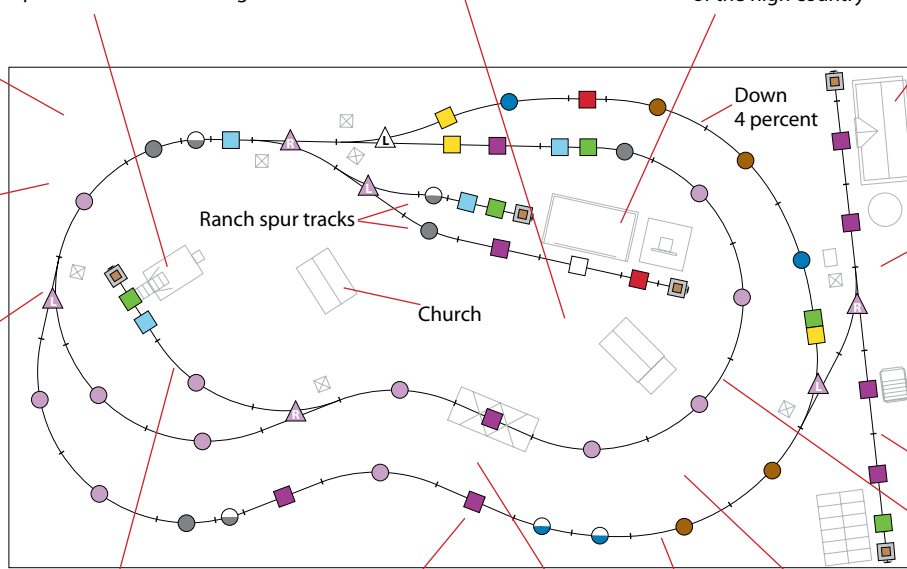 of the high country
Down
4 percent
R
L
L
Ranch spur tracks
L
R
Church
L
R